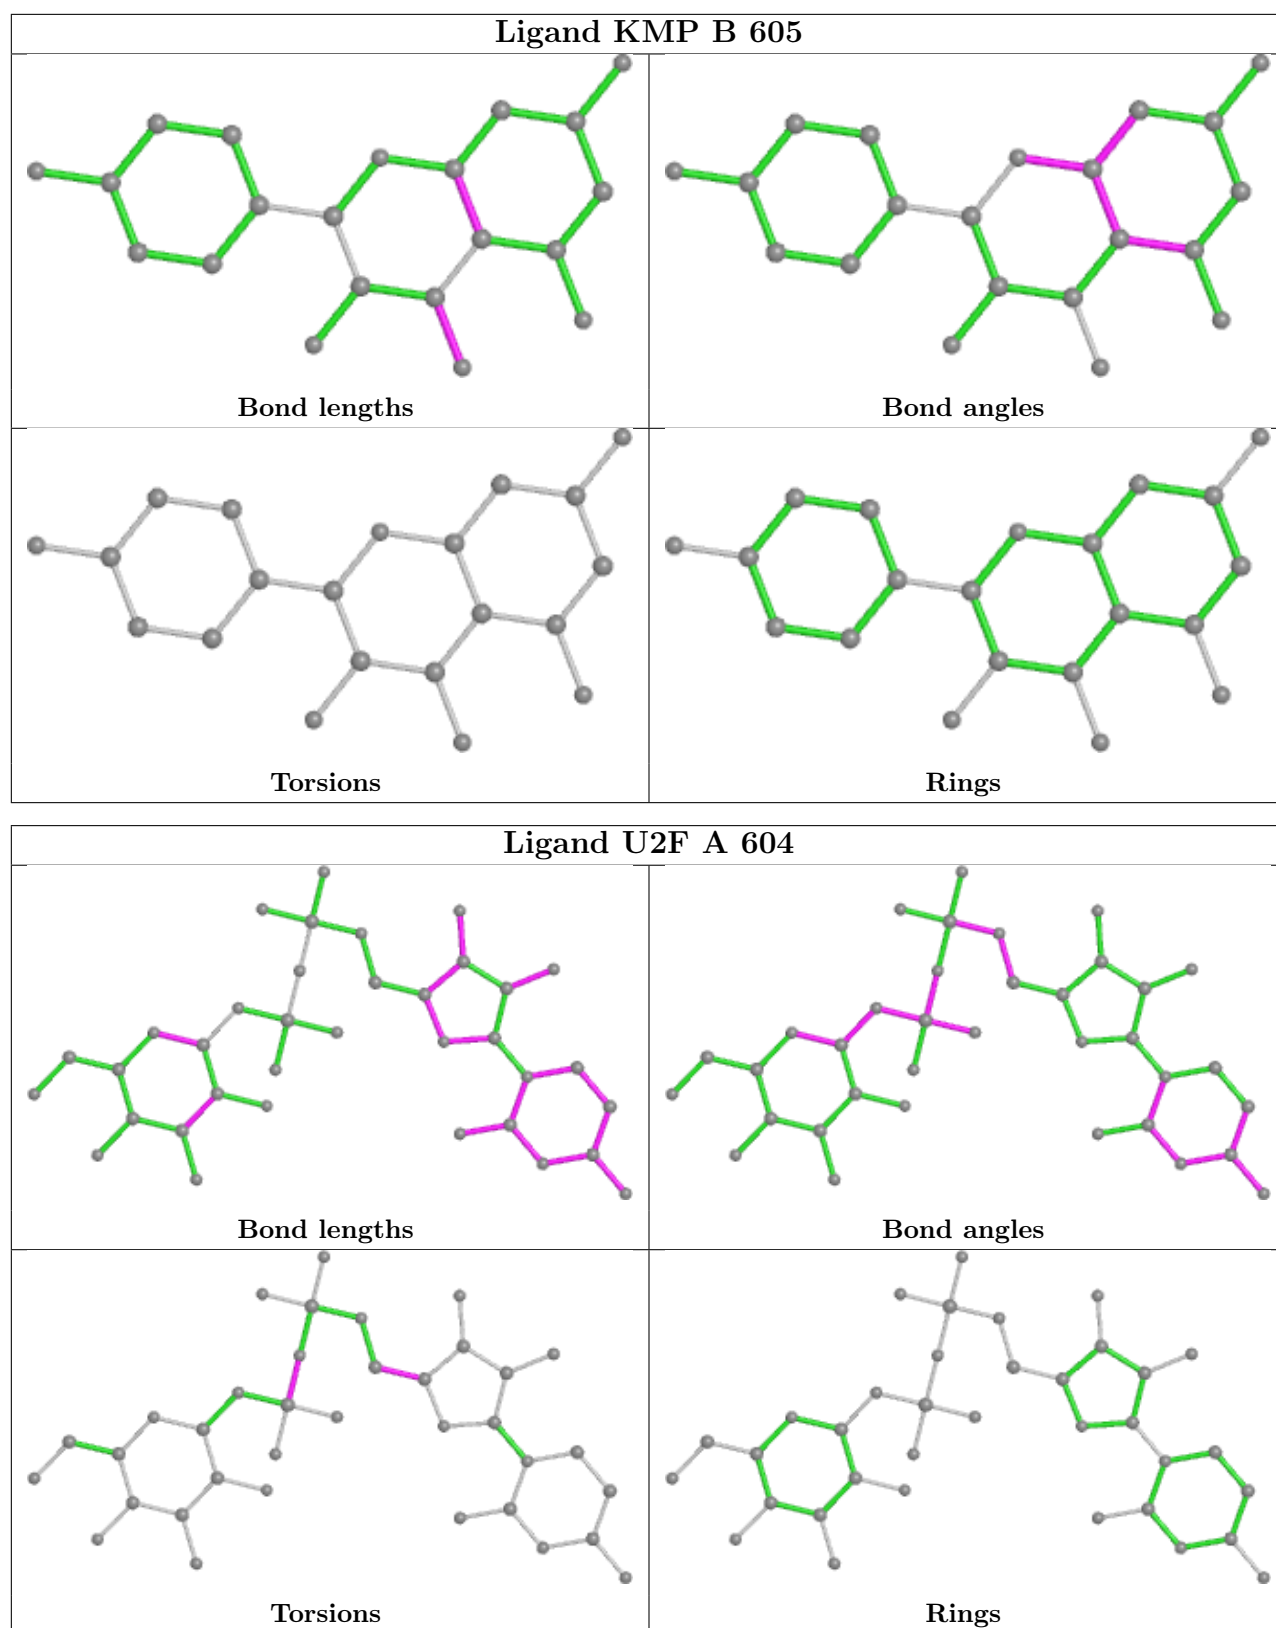 Ligand KMP B 605
Bond lengths
Bond angles
Torsions
Rings
Ligand U2F A 604
Bond lengths
Bond angles
Torsions
Rings